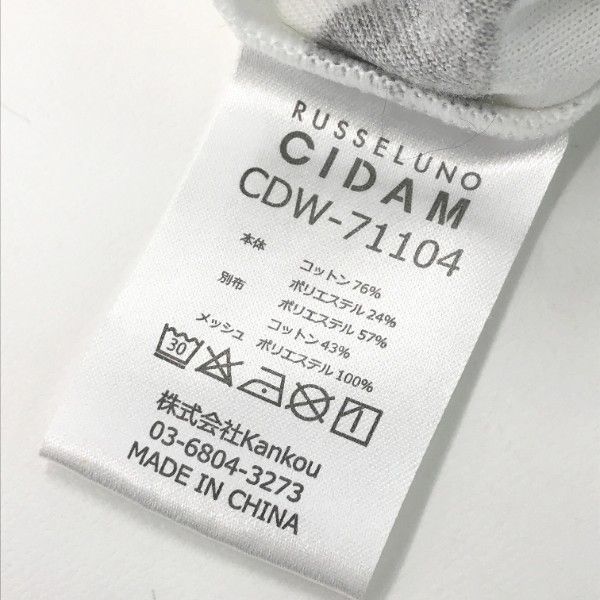 RUSSELUNO
CIDAM
CDW-71104
本体 コットン 76%
ポリエステル 24%
別布 ポリエステル 57%
コットン 43%
メッシュ ポリエステル 100%
30
株式会社Kankou
03-6804-3273
MADE IN CHINA